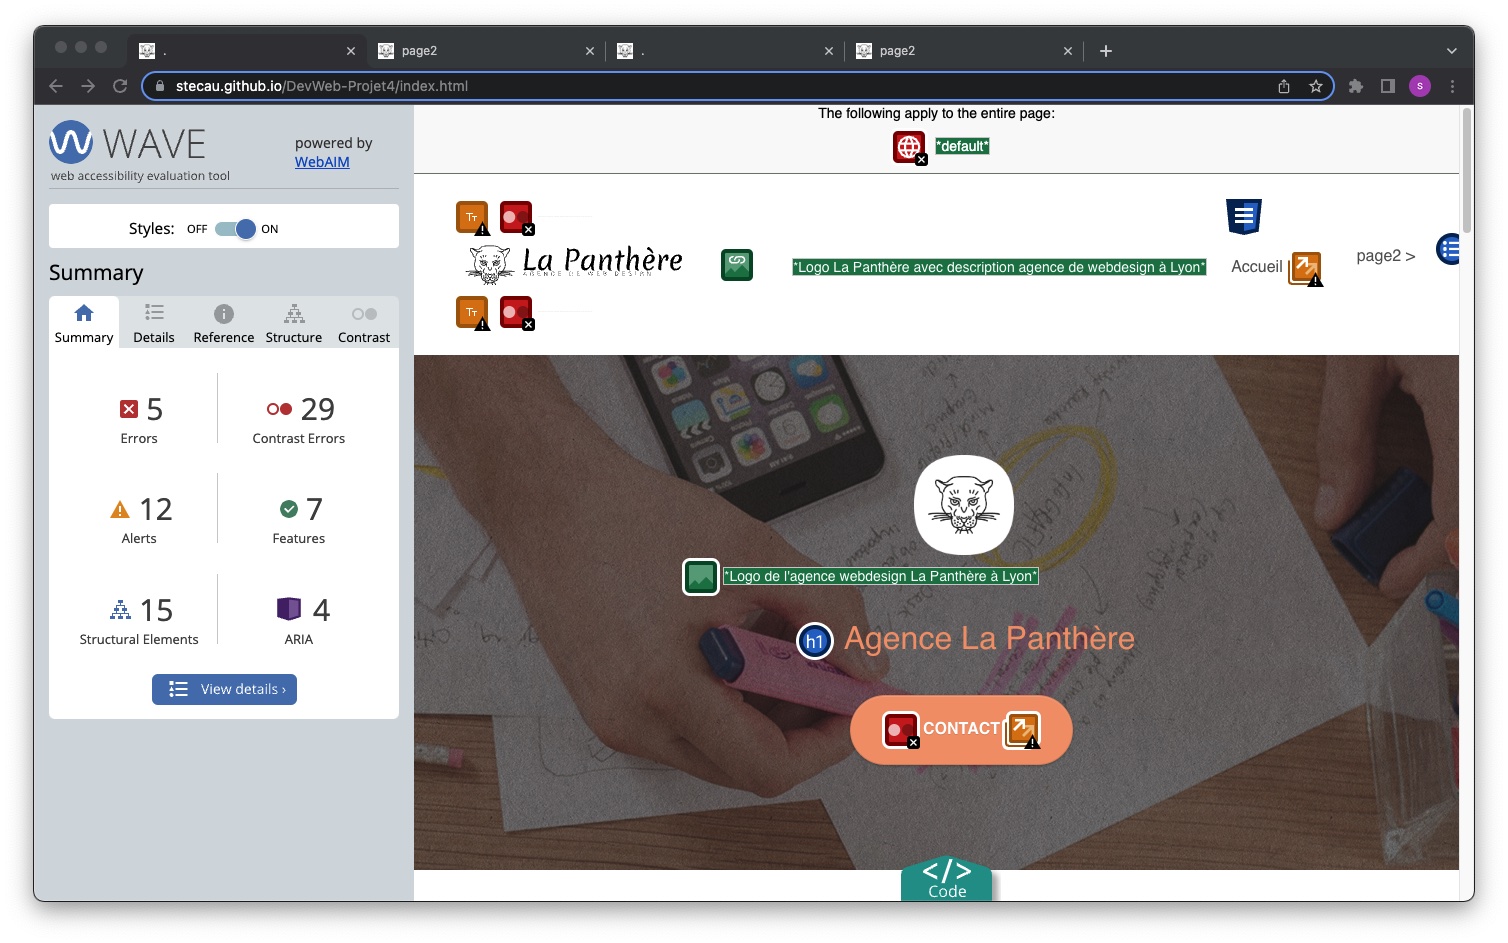 .
page2
.
page2
stecau.github.io/DevWeb-Projet4/index.html
S
WAVE
web accessibility evaluation tool
powered by
WebAIM
Styles: OFF ON
Summary
Summary Details Reference Structure Contrast
5
Errors
29
Contrast Errors
12
Alerts
7
Features
15
Structural Elements
4
ARIA
View details ›
The following apply to the entire page:
*default*
La Panthère
AGENCE DE WEB DESIGN
*Logo La Panthère avec description agence de webdesign à Lyon*
Accueil
page2 >
*Logo de l'agence webdesign La Panthère à Lyon*
h1 Agence La Panthère
CONTACT
</>
Code